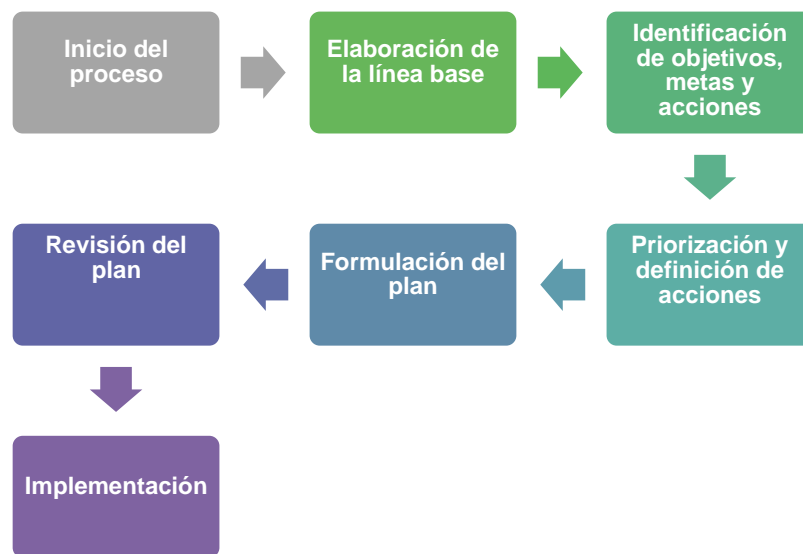 Inicio del
proceso
Elaboración de
la línea base
Identificación
de objetivos,
metas y
acciones
Priorización y
definición de
acciones
Formulación del
plan
Revisión del
plan
Implementación